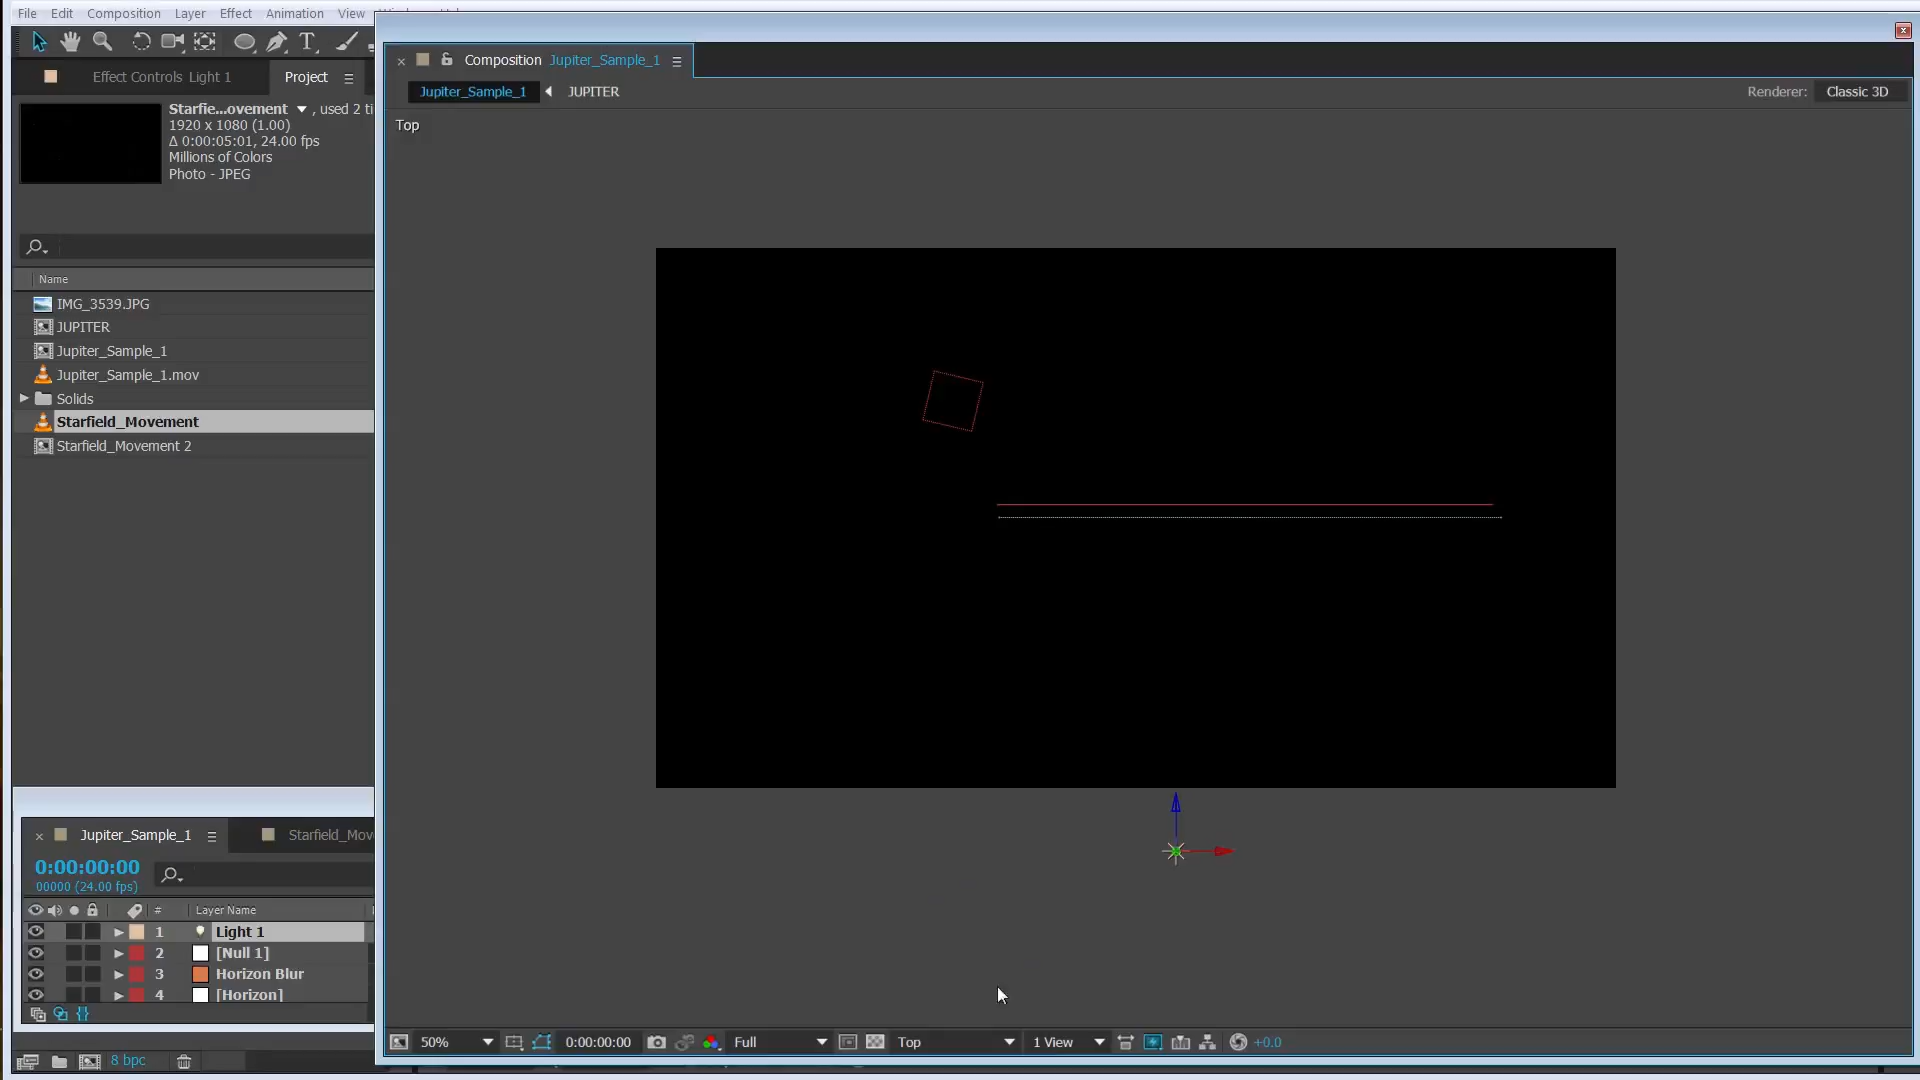 File Edit Composition Layer Effect Animation View
Effect Controls Light 1
Project
Starfie...ovement , used 2 ti
1920 x 1080 (1.00)
Δ 0:00:05:01, 24.00 fps
Millions of Colors
Photo - JPEG
Name
IMG_3539.JPG
JUPITER
Jupiter_Sample_1
Jupiter_Sample_1.mov
Solids
Starfield_Movement
Starfield_Movement 2
8 bpc
Composition Jupiter_Sample_1
Jupiter_Sample_1 JUPITER
Renderer: Classic 3D
Top
50% 0:00:00:00 Full Top 1 View +0.0
Jupiter_Sample_1 Starfield_Mov
0:00:00:00
00000 (24.00 fps)
# Layer Name
1 Light 1
2 [Null 1]
3 Horizon Blur
4 [Horizon]